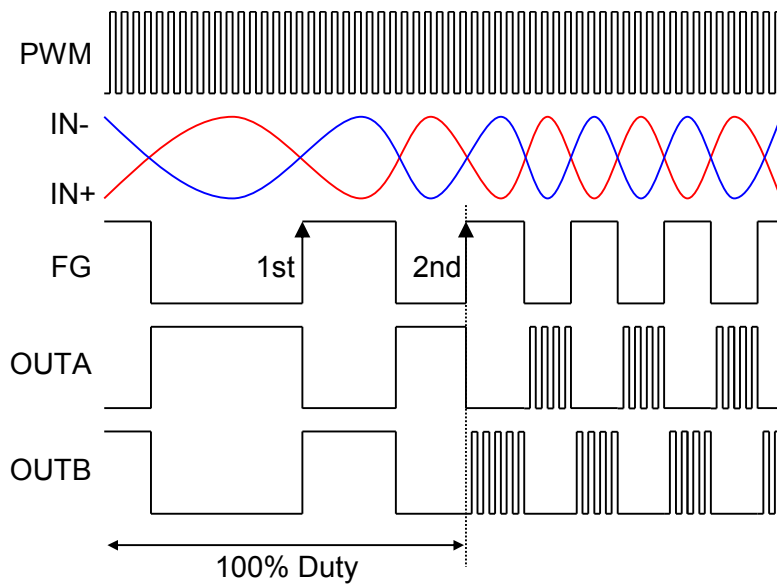 PWM
IN-
IN+
FG
1st
2nd
OUTA
OUTB
100% Duty